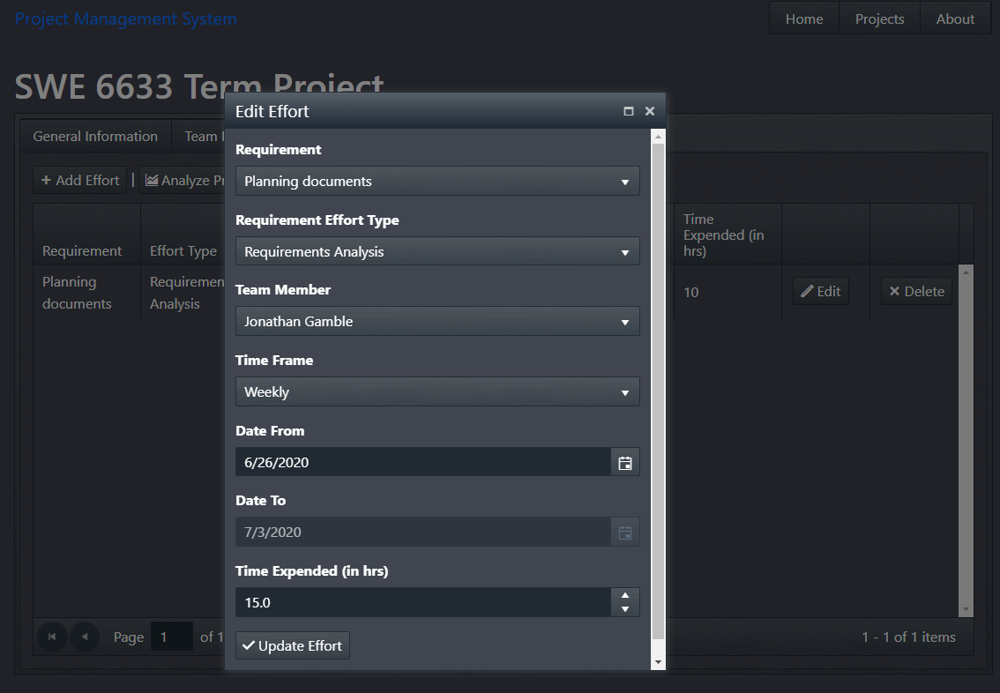 Project Management System
Home
Projects
About
SWE 6633 Term Project
General Information
Team
Add Effort
|
Analyze
Requirement
Effort Type
Time
Expended (in
hrs)
Planning
documents
Analysis
10
Edit
Delete
Page
1
of 1
1 - 1 of 1 items
Edit Effort
Requirement
Planning documents
Requirement Effort Type
Requirements Analysis
Team Member
Jonathan Gamble
Time Frame
Weekly
Date From
6/26/2020
Date To
7/3/2020
Time Expended (in hrs)
15.0
Update Effort